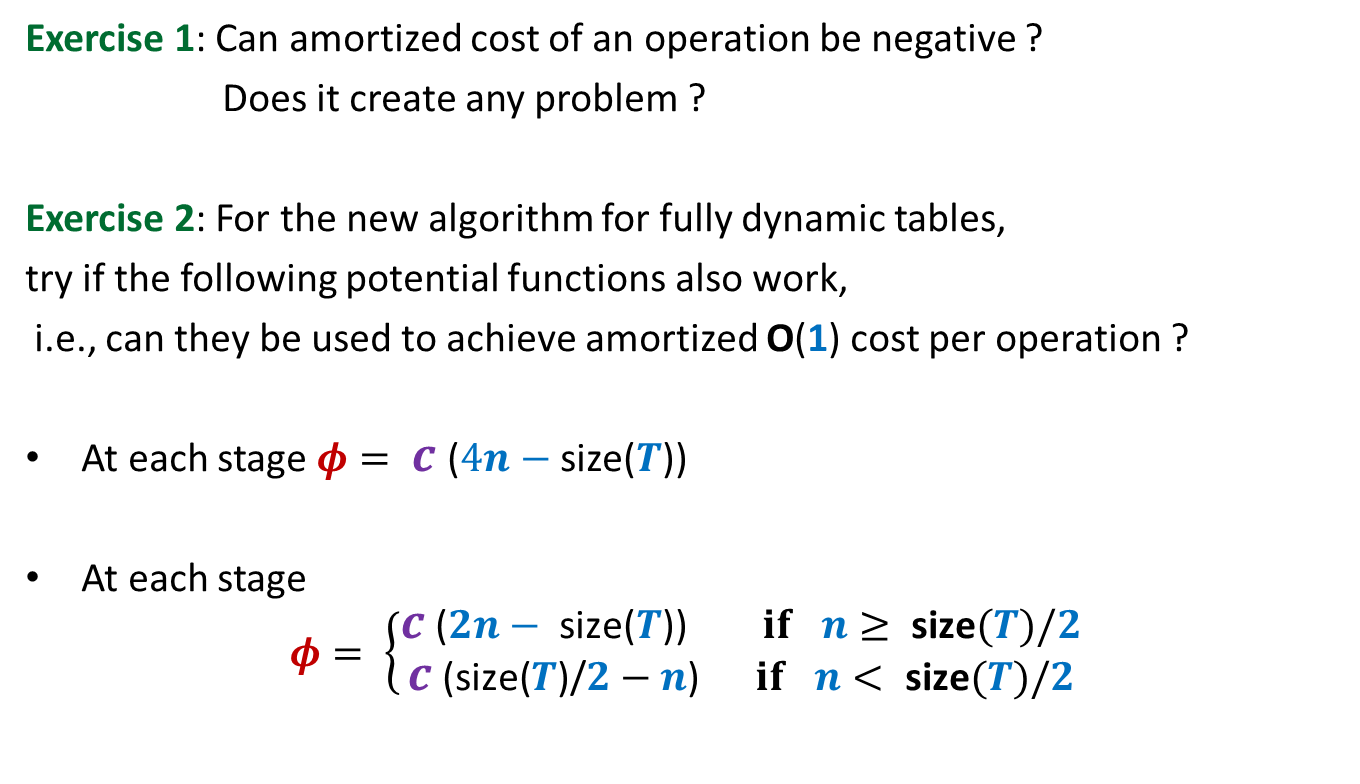 Exercise 1: Can amortized cost of an operation be negative ?
Does it create any problem ?
Exercise 2: For the new algorithm for fully dynamic tables,
try if the following potential functions also work,
i.e., can they be used to achieve amortized O(1) cost per operation ?
• At each stage ϕ = c (4n − size(T))
• At each stage
ϕ = { c (2n − size(T)) if n ≥ size(T)/2
c (size(T)/2 − n) if n < size(T)/2